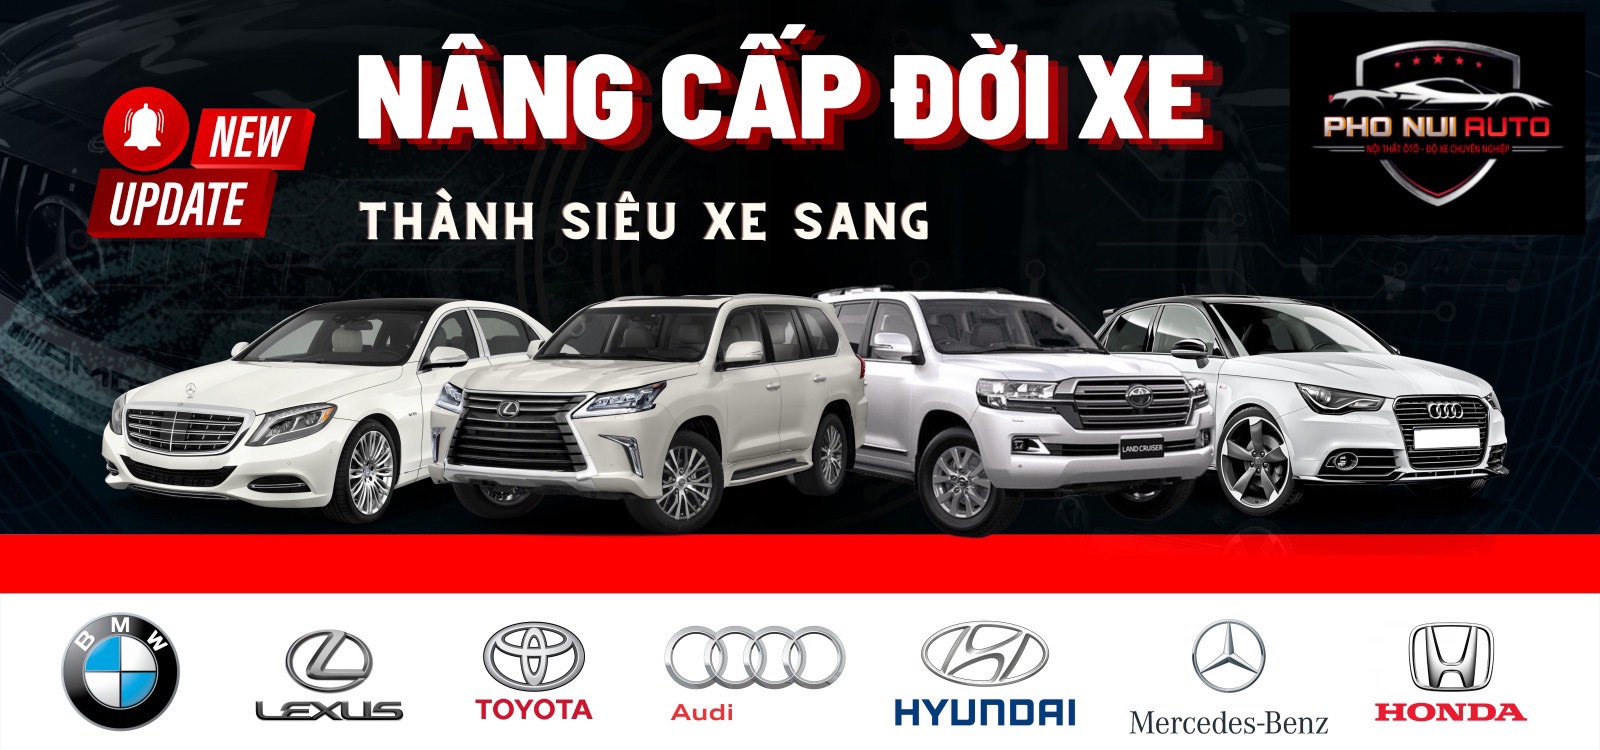 NÂNG CẤP ĐỜI XE
PHO NUI AUTO
NỘI THẤT ÔTÔ - ĐỘ XE CHUYÊN NGHIỆP
NEW
UPDATE
THÀNH SIÊU XE SANG
LAND CRUISER
BMW
LEXUS
TOYOTA
Audi
HYUNDAI
Mercedes-Benz
HONDA